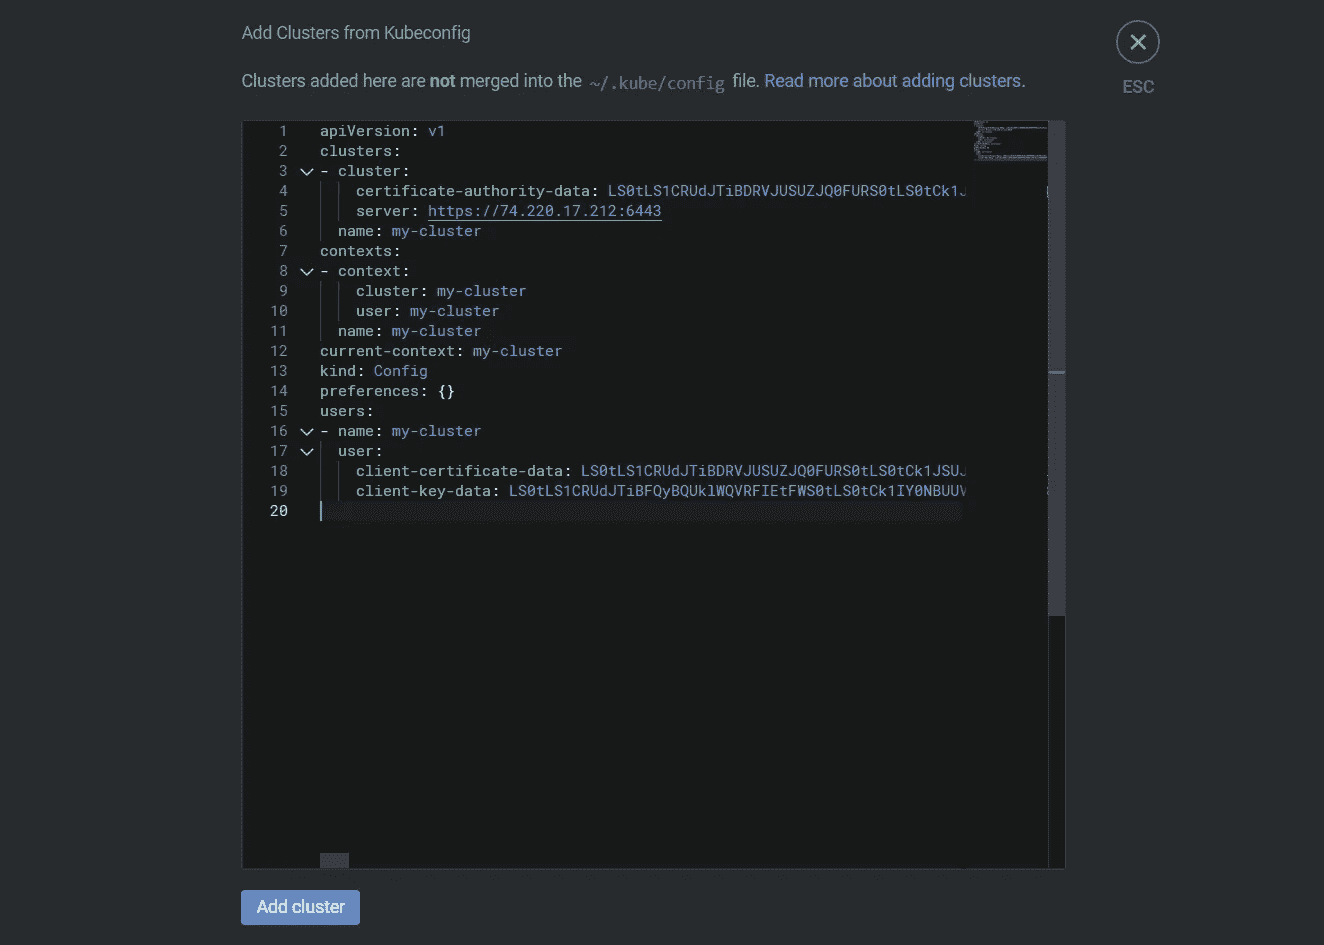 Add Clusters from Kubeconfig
Clusters added here are not merged into the ~/.kube/config file. Read more about adding clusters.
ESC
1 apiVersion: v1
2 clusters:
3 - cluster:
4 certificate-authority-data: LS0tLS1CRUdJTiBDRVJUSUZJQ0FURS0tLS0tCk1J
5 server: https://74.220.17.212:6443
6 name: my-cluster
7 contexts:
8 - context:
9 cluster: my-cluster
10 user: my-cluster
11 name: my-cluster
12 current-context: my-cluster
13 kind: Config
14 preferences: {}
15 users:
16 - name: my-cluster
17 user:
18 client-certificate-data: LS0tLS1CRUdJTiBDRVJUSUZJQ0FURS0tLS0tCk1JSUJ
19 client-key-data: LS0tLS1CRUdJTiBFQyBQUklWQVRFIEtFWS0tLS0tCk1IY0NBUUV
20
Add cluster